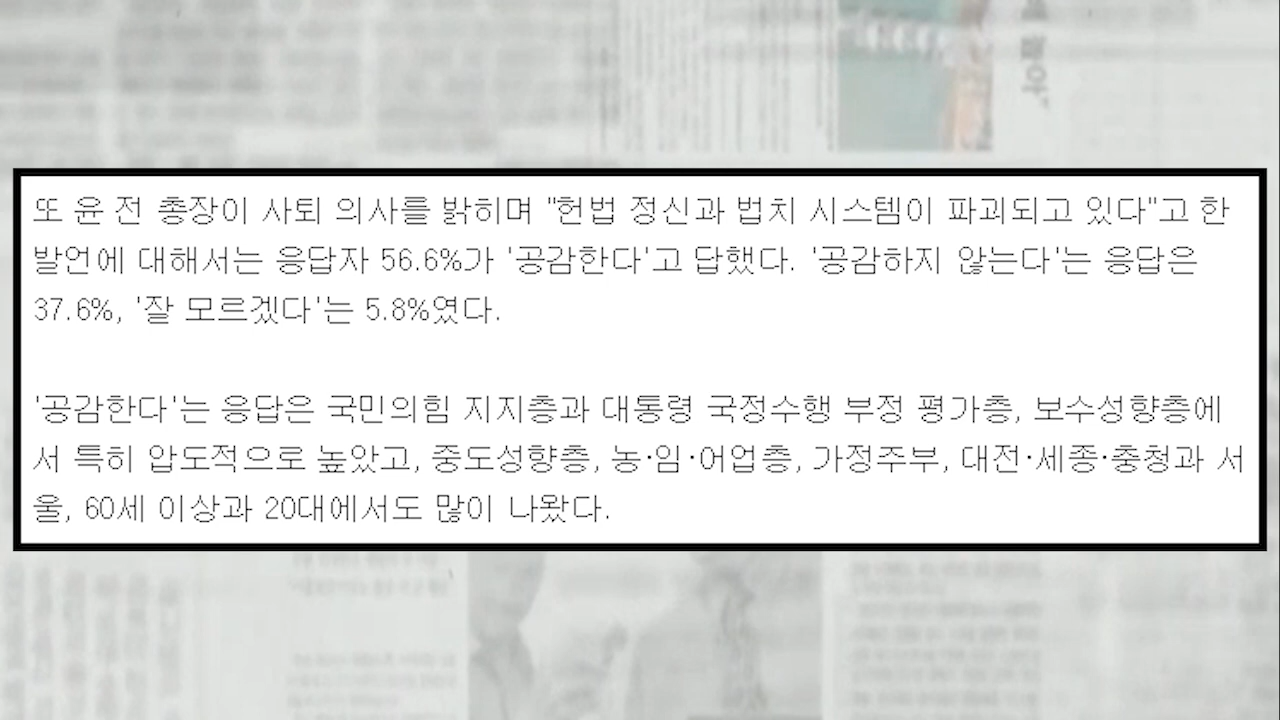 또 윤 전 총장이 사퇴 의사를 밝히며 "헌법 정신과 법치 시스템이 파괴되고 있다"고 한
발언에 대해서는 응답자 56.6%가 '공감한다'고 답했다. '공감하지 않는다'는 응답은
37.6%, '잘 모르겠다'는 5.8%였다.
'공감한다'는 응답은 국민의힘 지지층과 대통령 국정수행 부정 평가층, 보수성향층에
서 특히 압도적으로 높았고, 중도성향층, 농·임·어업층, 가정주부, 대전·세종·충청과 서
울, 60세 이상과 20대에서도 많이 나왔다.